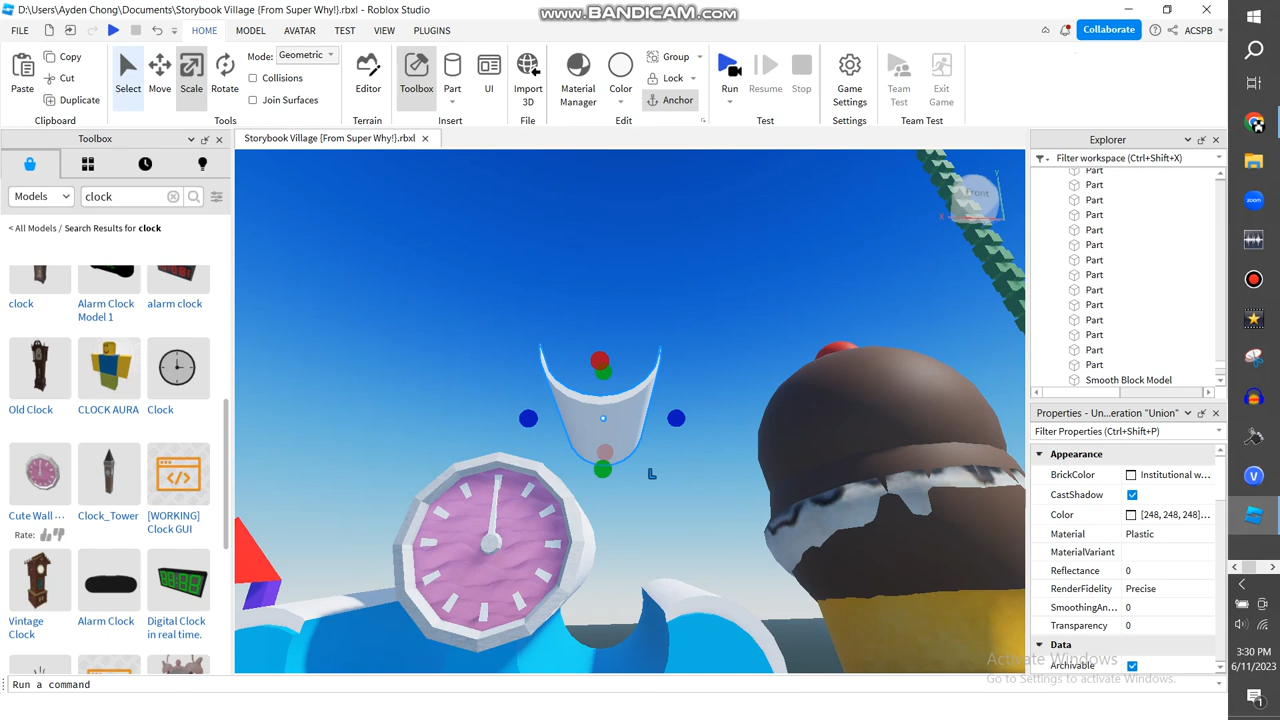 D:\Users\Ayden Chong\Documents\Storybook Village {From Super Why!}.rbxl - Roblox Studio
www.BANDICAM.com
FILE HOME MODEL AVATAR TEST VIEW PLUGINS Collaborate ACSPB
Paste Copy Cut Duplicate Clipboard
Select Move Scale Rotate Mode: Geometric Collisions Join Surfaces Tools
Editor Terrain
Toolbox Part UI Insert
Import 3D File
Material Manager Color Group Lock Anchor Edit
Run Resume Stop Test
Game Settings Settings
Team Test Exit Game Team Test
Toolbox
Storybook Village {From Super Why!}.rbxl
Explorer
Filter workspace (Ctrl+Shift+X)
Models clock
< All Models / Search Results for clock
clock Alarm Clock Model 1 alarm clock
Old Clock CLOCK AURA Clock
Cute Wall ... Clock_Tower [WORKING] Clock GUI
Rate:
Vintage Clock Alarm Clock Digital Clock in real time.
Front
X
Y
L
Part
Part
Part
Part
Part
Part
Part
Part
Part
Part
Part
Part
Part
Part
Smooth Block Model
Properties - Un...eration "Union"
Filter Properties (Ctrl+Shift+P)
Appearance
BrickColor Institutional w...
CastShadow
Color [248, 248, 248]...
Material Plastic
MaterialVariant
Reflectance 0
RenderFidelity Precise
SmoothingAn... 0
Transparency 0
Data
Archivable
Activate Windows
Go to Settings to activate Windows.
Run a command
3:30 PM
6/11/2023